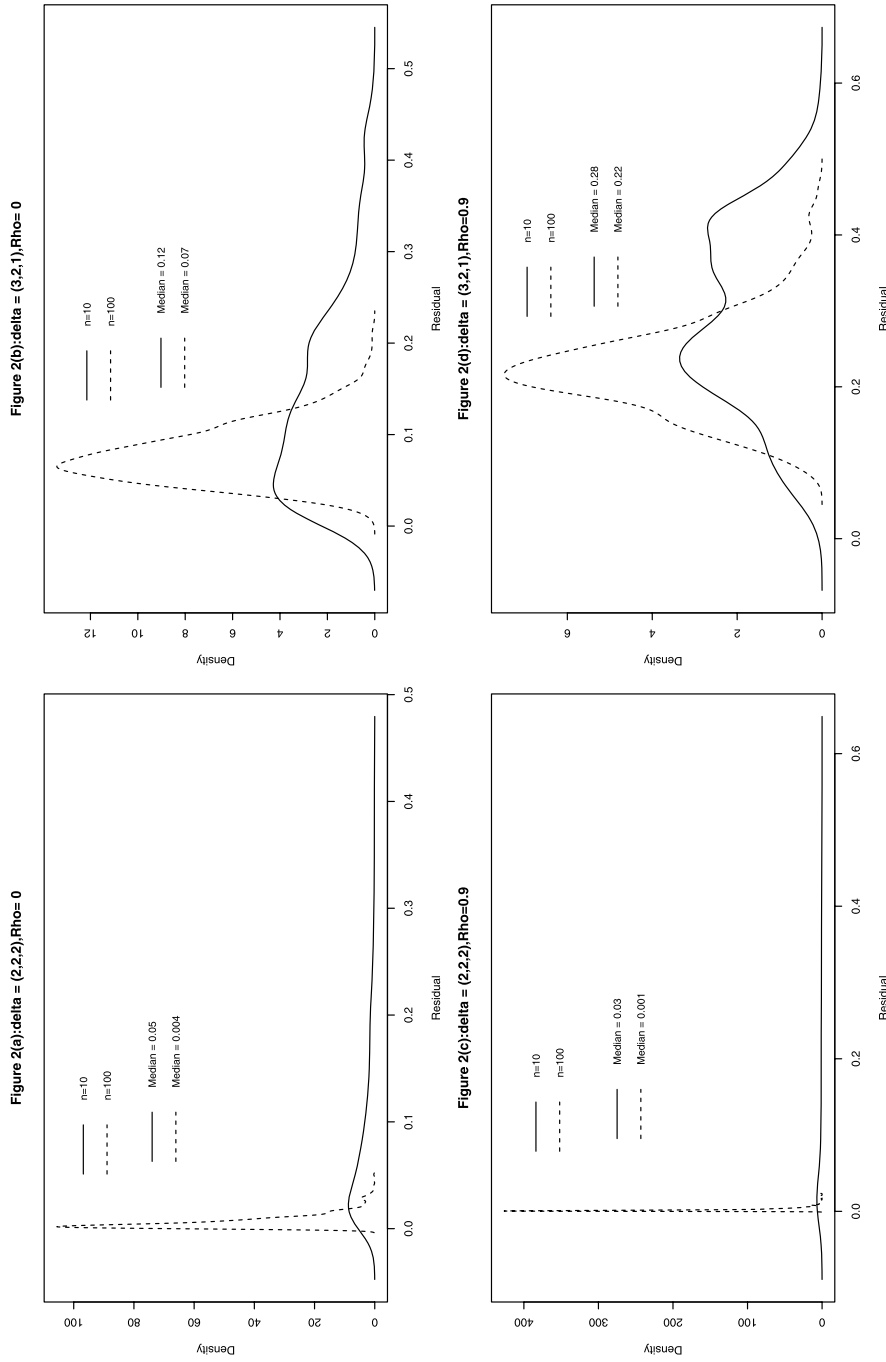 Figure 2(a):delta = (2,2,2),Rho= 0
n=10
n=100
Median = 0.05
Median = 0.004
Density
0 20 40 60 80 100
0.0 0.1 0.2 0.3 0.4 0.5
Residual
Figure 2(b):delta = (3,2,1),Rho= 0
n=10
n=100
Median = 0.12
Median = 0.07
Density
0 2 4 6 8 10 12
0.0 0.1 0.2 0.3 0.4 0.5
Residual
Figure 2(c):delta = (2,2,2),Rho=0.9
n=10
n=100
Median = 0.03
Median = 0.001
Density
0 100 200 300 400
0.0 0.2 0.4 0.6
Residual
Figure 2(d):delta = (3,2,1),Rho=0.9
n=10
n=100
Median = 0.28
Median = 0.22
Density
0 2 4 6
0.0 0.2 0.4 0.6
Residual